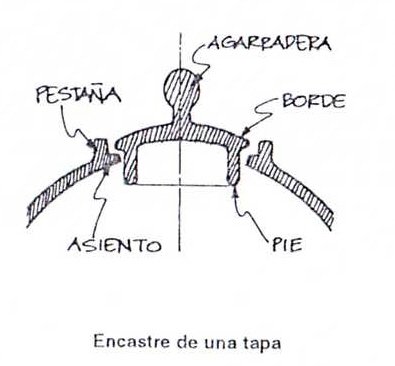 AGARRADERA
PESTAÑA
BORDE
ASIENTO
PIE
Encastre de una tapa